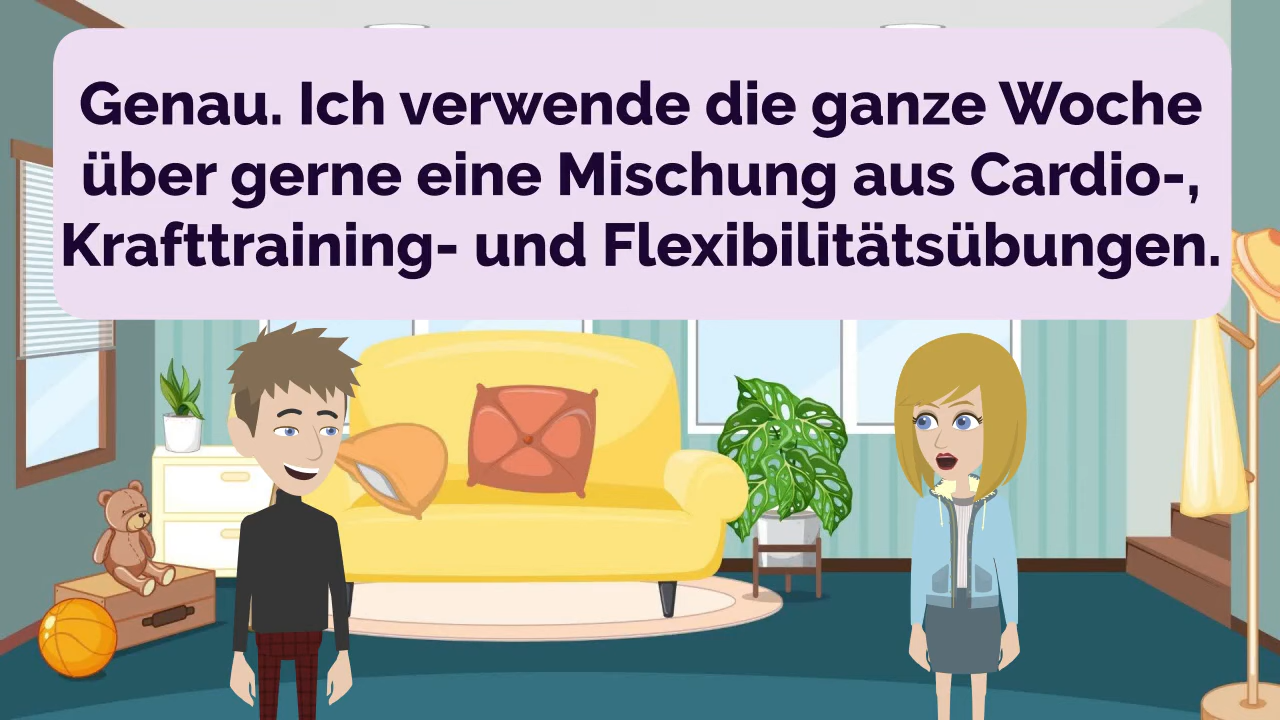 Genau. Ich verwende die ganze Woche
über gerne eine Mischung aus Cardio-,
Krafttraining- und Flexibilitätsübungen.